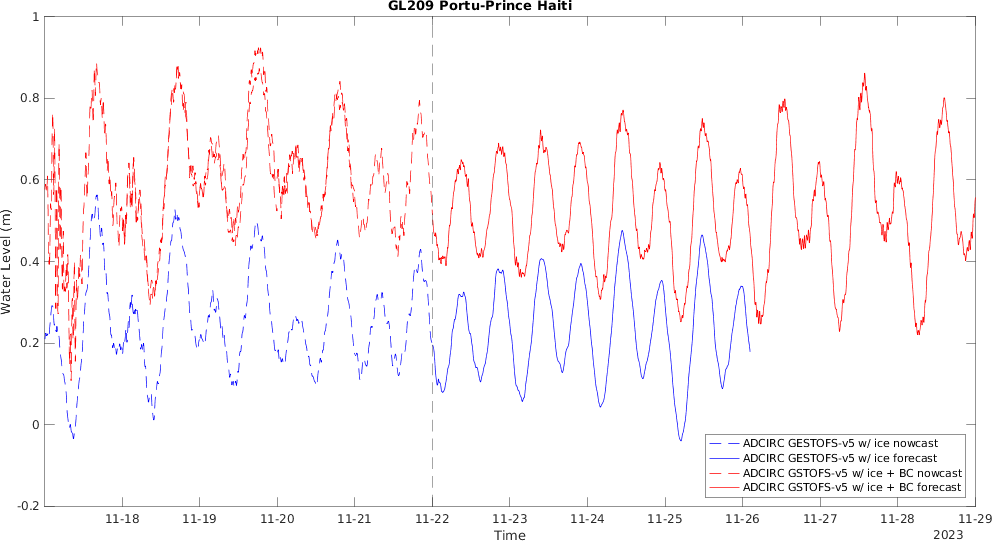 GL209 Portu-Prince Haiti
Water Level (m)
1
0.8
0.6
0.4
0.2
0
-0.2
ADCIRC GESTOFS-v5 w/ ice nowcast
ADCIRC GESTOFS-v5 w/ ice forecast
ADCIRC GSTOFS-v5 w/ ice + BC nowcast
ADCIRC GSTOFS-v5 w/ ice + BC forecast
11-18 11-19 11-20 11-21 11-22 11-23 11-24 11-25 11-26 11-27 11-28 11-29
Time
2023